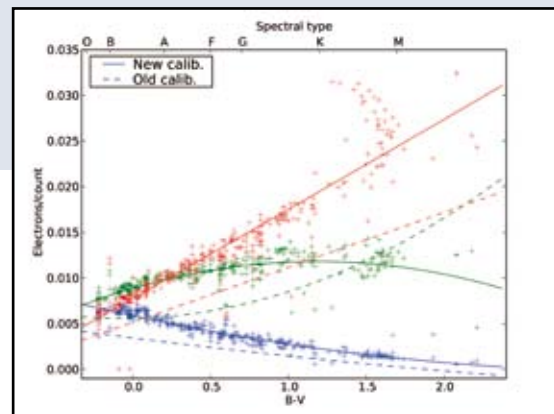 Spectral type
O B A F G K M
0.035
New calib.
Old calib.
0.030
0.025
0.020
0.015
0.010
0.005
0.000
Electrons/count
0.0 0.5 1.0 1.5 2.0
B-V